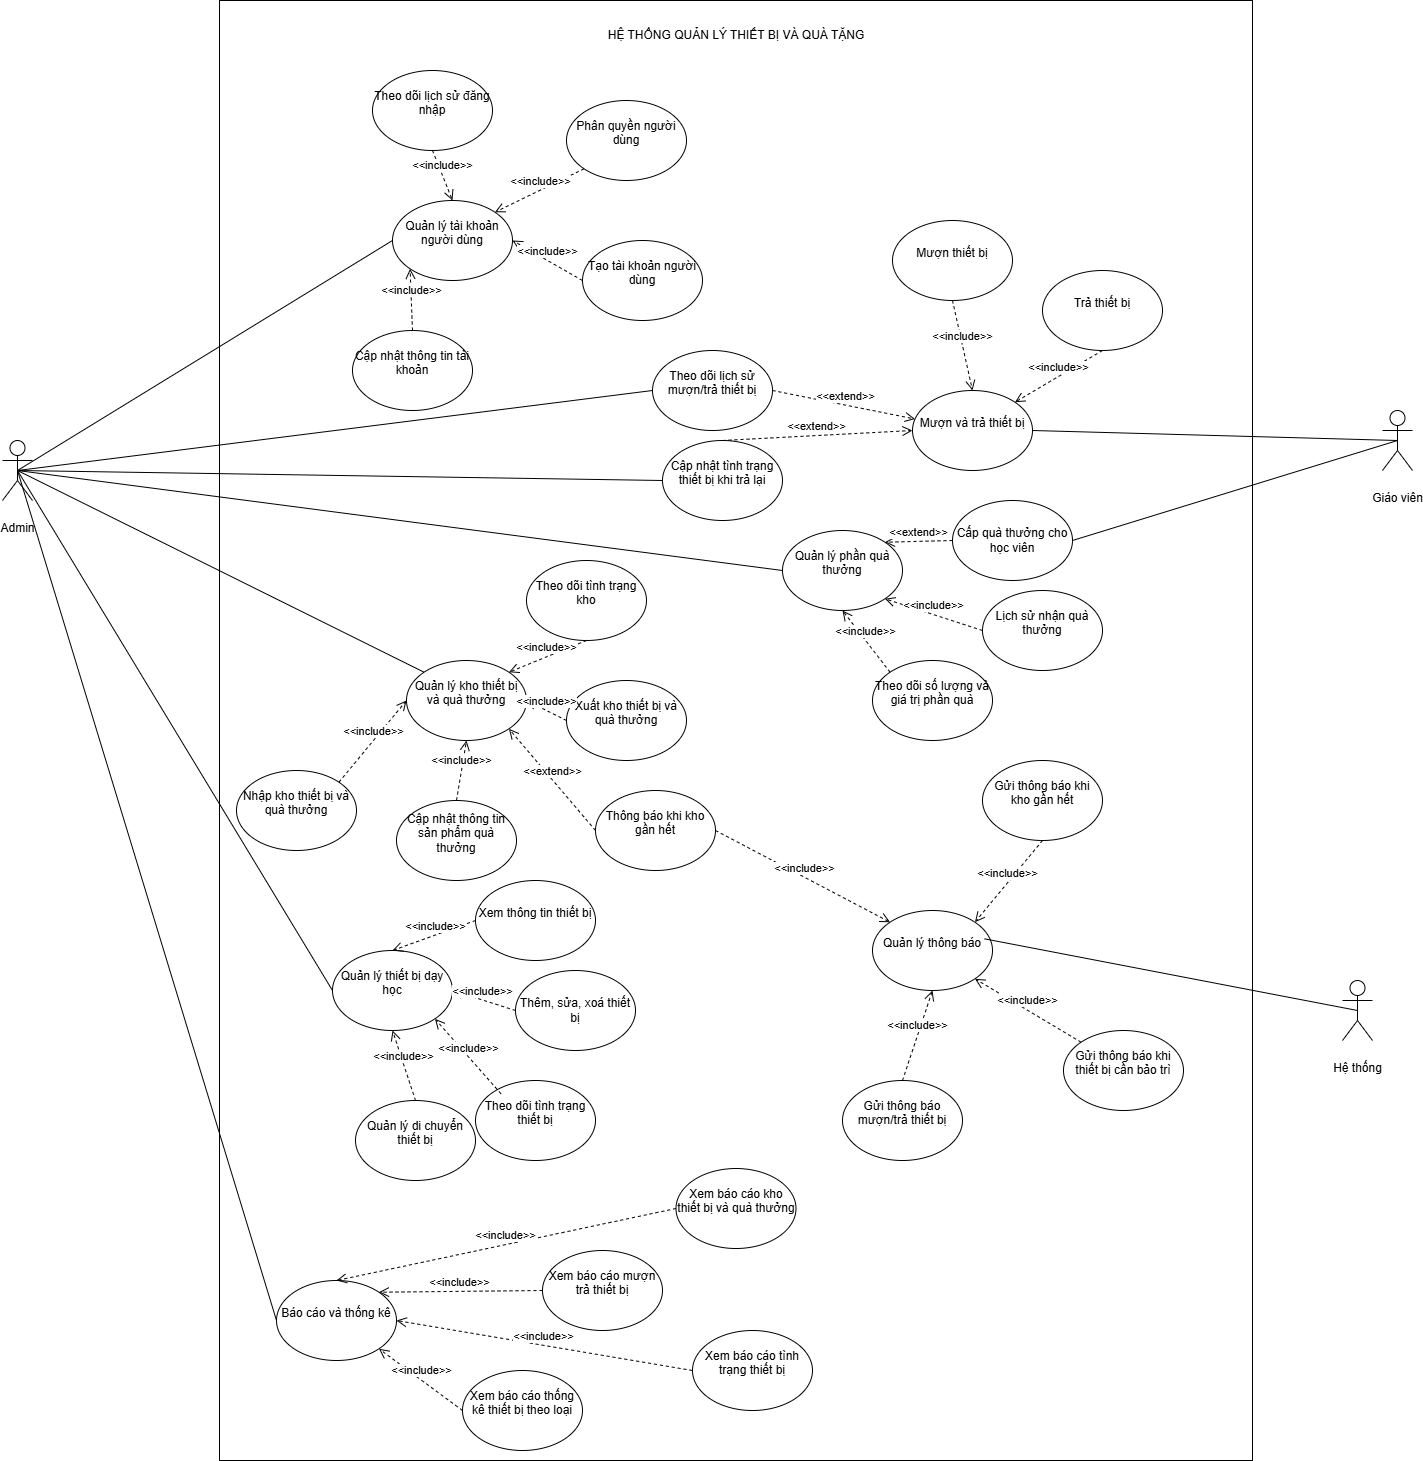 HỆ THỐNG QUẢN LÝ THIẾT BỊ VÀ QUÀ TẶNG
Theo dõi lịch sử đăng
nhập
Phân quyền người
dùng
<<include>>
<<include>>
Quản lý tài khoản
người dùng
Mượn thiết bị
<<include>>
Tạo tài khoản người
dùng
<<include>>
Trả thiết bị
<<include>>
Cập nhật thông tin tài
khoản
Theo dõi lịch sử
mượn/trả thiết bị
<<include>>
<<extend>>
<<extend>>
Mượn và trả thiết bị
Cập nhật tình trạng
thiết bị khi trả lại
Giáo viên
Admin
<<extend>>
Cấp quà thưởng cho
học viên
Quản lý phần quà
thưởng
Theo dõi tình trạng
kho
<<include>>
Lịch sử nhận quà
thưởng
<<include>>
<<include>>
Quản lý kho thiết bị
và quà thưởng
Theo dõi số lượng và
giá trị phần quà
<<include>>
Xuất kho thiết bị và
quà thưởng
<<include>>
<<include>>
<<extend>>
Nhập kho thiết bị và
quà thưởng
Cập nhật thông tin
sản phẩm quà
thưởng
Thông báo khi kho
gần hết
Gửi thông báo khi
kho gần hết
<<include>>
<<include>>
Xem thông tin thiết bị
<<include>>
Quản lý thông báo
Quản lý thiết bị dạy
học
<<include>>
Thêm, sửa, xoá thiết
bị
<<include>>
<<include>>
<<include>>
<<include>>
Gửi thông báo khi
thiết bị cần bảo trì
Hệ thống
Quản lý di chuyển
thiết bị
Theo dõi tình trạng
thiết bị
Gửi thông báo
mượn/trả thiết bị
Xem báo cáo kho
thiết bị và quà thưởng
<<include>>
Xem báo cáo mượn
trả thiết bị
<<include>>
Báo cáo và thống kê
<<include>>
Xem báo cáo tình
trạng thiết bị
<<include>>
Xem báo cáo thống
kê thiết bị theo loại